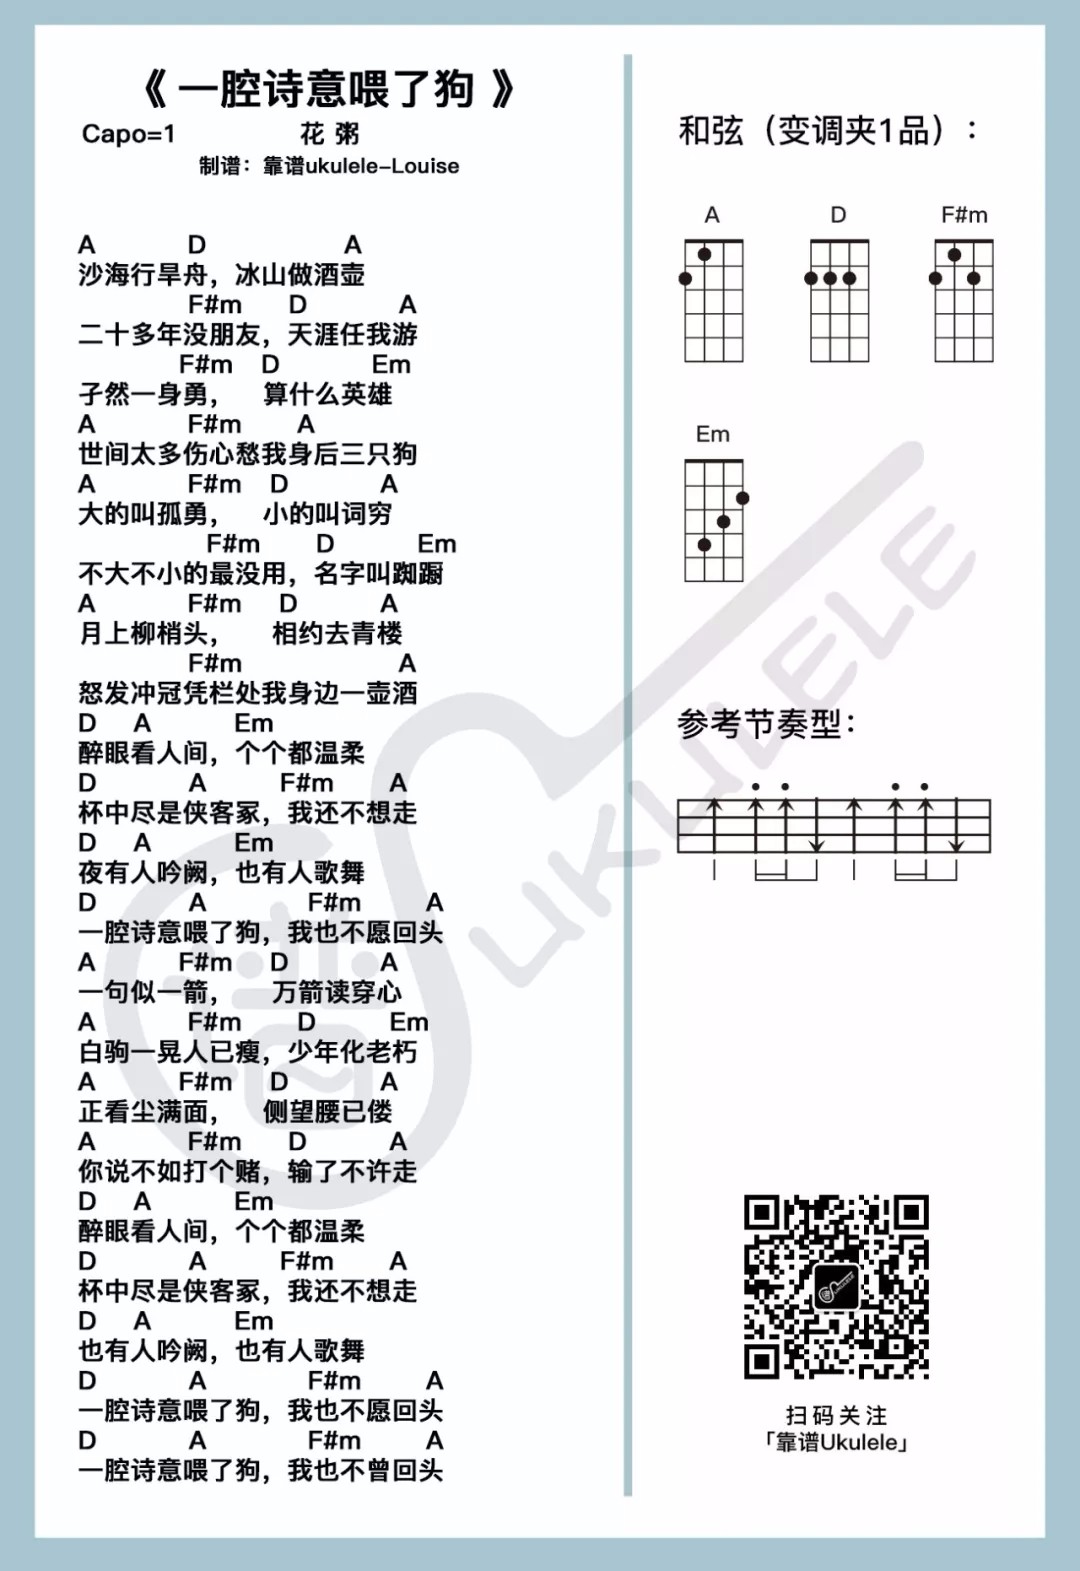 《 一腔诗意喂了狗 》
Capo=1 花 粥
制谱：靠谱ukulele-Louise
A D A
沙海行旱舟，冰山做酒壶
F#m D A
二十多年没朋友，天涯任我游
F#m D Em
孑然一身勇， 算什么英雄
A F#m A
世间太多伤心愁我身后三只狗
A F#m D A
大的叫孤勇， 小的叫词穷
F#m D Em
不大不小的最没用，名字叫踟蹰
A F#m D A
月上柳梢头， 相约去青楼
F#m A
怒发冲冠凭栏处我身边一壶酒
D A Em
醉眼看人间，个个都温柔
D A F#m A
杯中尽是侠客冢，我还不想走
D A Em
夜有人吟阙，也有人歌舞
D A F#m A
一腔诗意喂了狗，我也不愿回头
A F#m D A
一句似一箭， 万箭读穿心
A F#m D Em
白驹一晃人已瘦，少年化老朽
A F#m D A
正看尘满面， 侧望腰已偻
A F#m D A
你说不如打个赌，输了不许走
D A Em
醉眼看人间，个个都温柔
D A F#m A
杯中尽是侠客冢，我还不想走
D A Em
也有人吟阙，也有人歌舞
D A F#m A
一腔诗意喂了狗，我也不愿回头
D A F#m A
一腔诗意喂了狗，我也不曾回头
和弦（变调夹1品）：
A D F#m
Em
参考节奏型：
扫码关注
「靠谱Ukulele」
谱 UKULELE